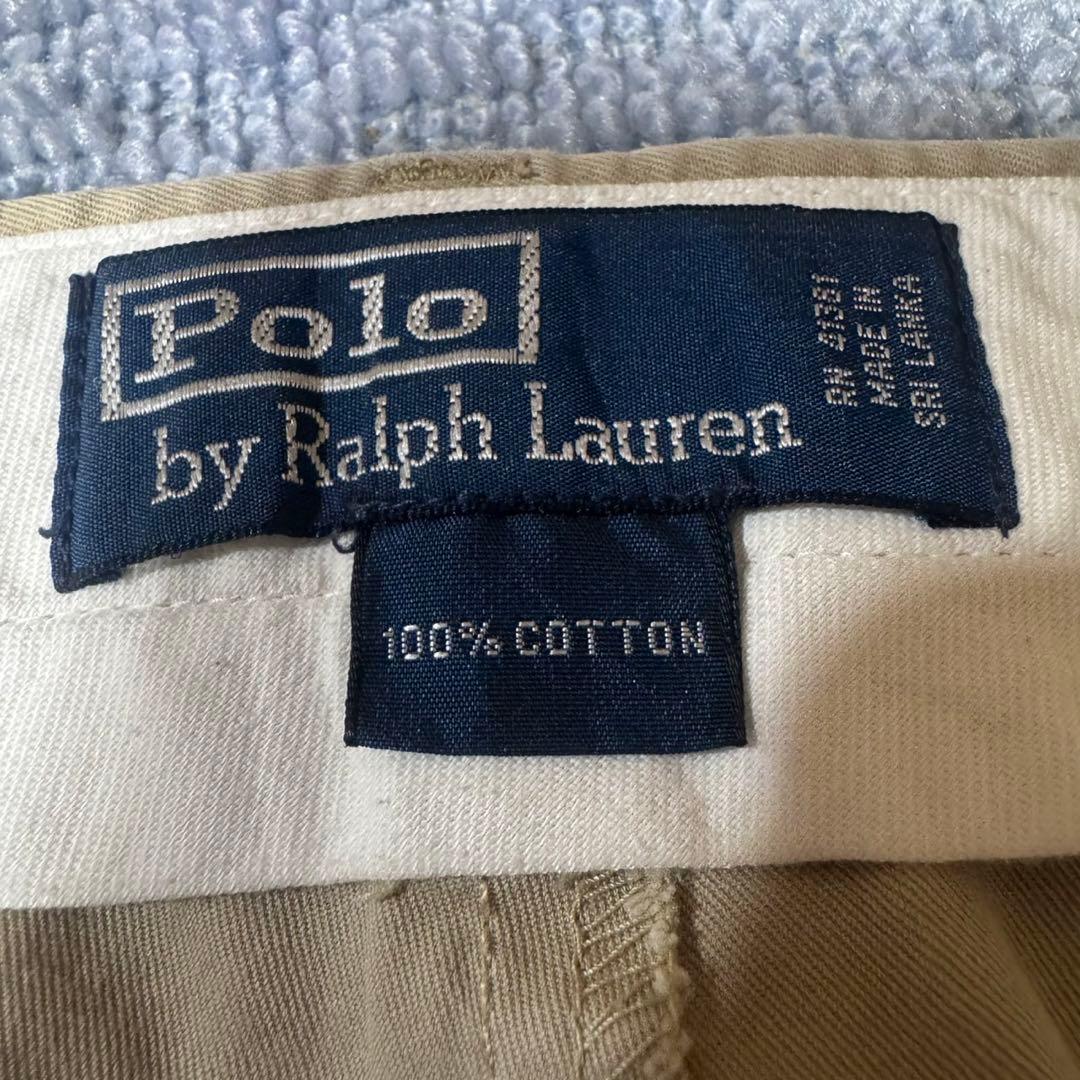 Polo
by Ralph Lauren
RN 41381
MADE IN
SRI LANKA
100% COTTON